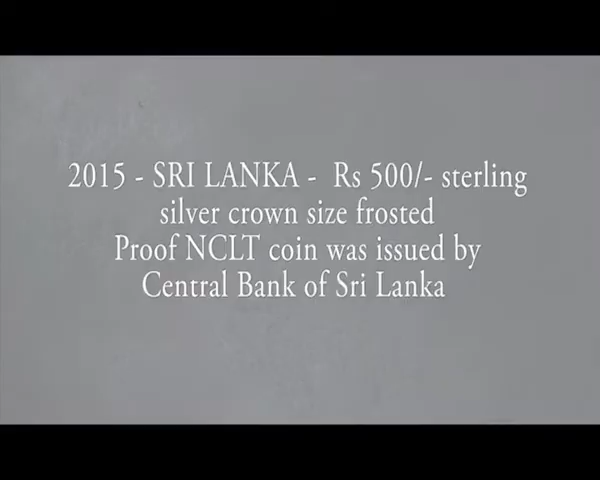 2015 - SRI LANKA - Rs 500/- sterling
silver crown size frosted
Proof NCLT coin was issued by
Central Bank of Sri Lanka